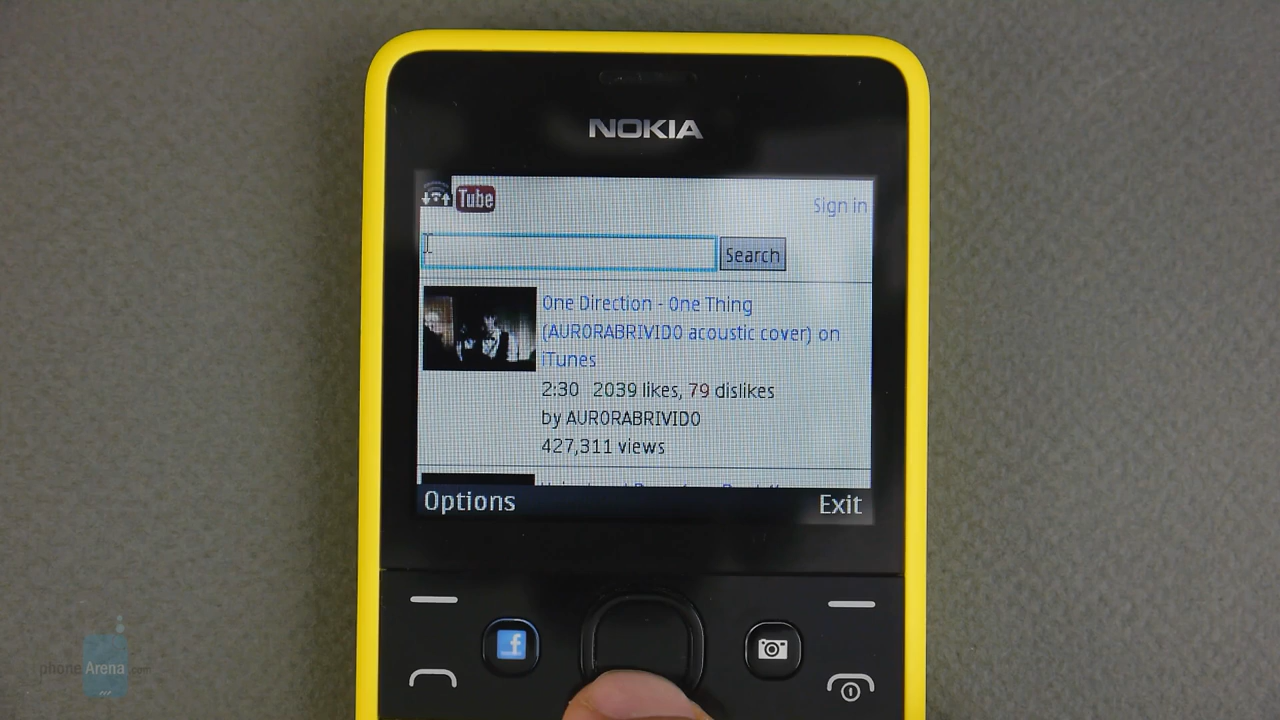 NOKIA
Tube
Sign in
Search
One Direction - One Thing
(AURORABRIVIDO acoustic cover) on
iTunes
2:30 2039 likes, 79 dislikes
by AURORABRIVIDO
427,311 views
Options
Exit
f
phoneArena.com